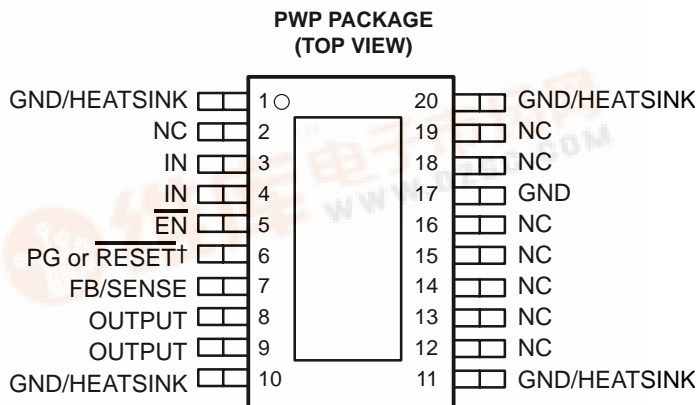 PWP PACKAGE
(TOP VIEW)
GND/HEATSINK 1 20 GND/HEATSINK
NC 2 19 NC
IN 3 18 NC
IN 4 17 GND
EN 5 16 NC
PG or RESET† 6 15 NC
FB/SENSE 7 14 NC
OUTPUT 8 13 NC
OUTPUT 9 12 NC
GND/HEATSINK 10 11 GND/HEATSINK